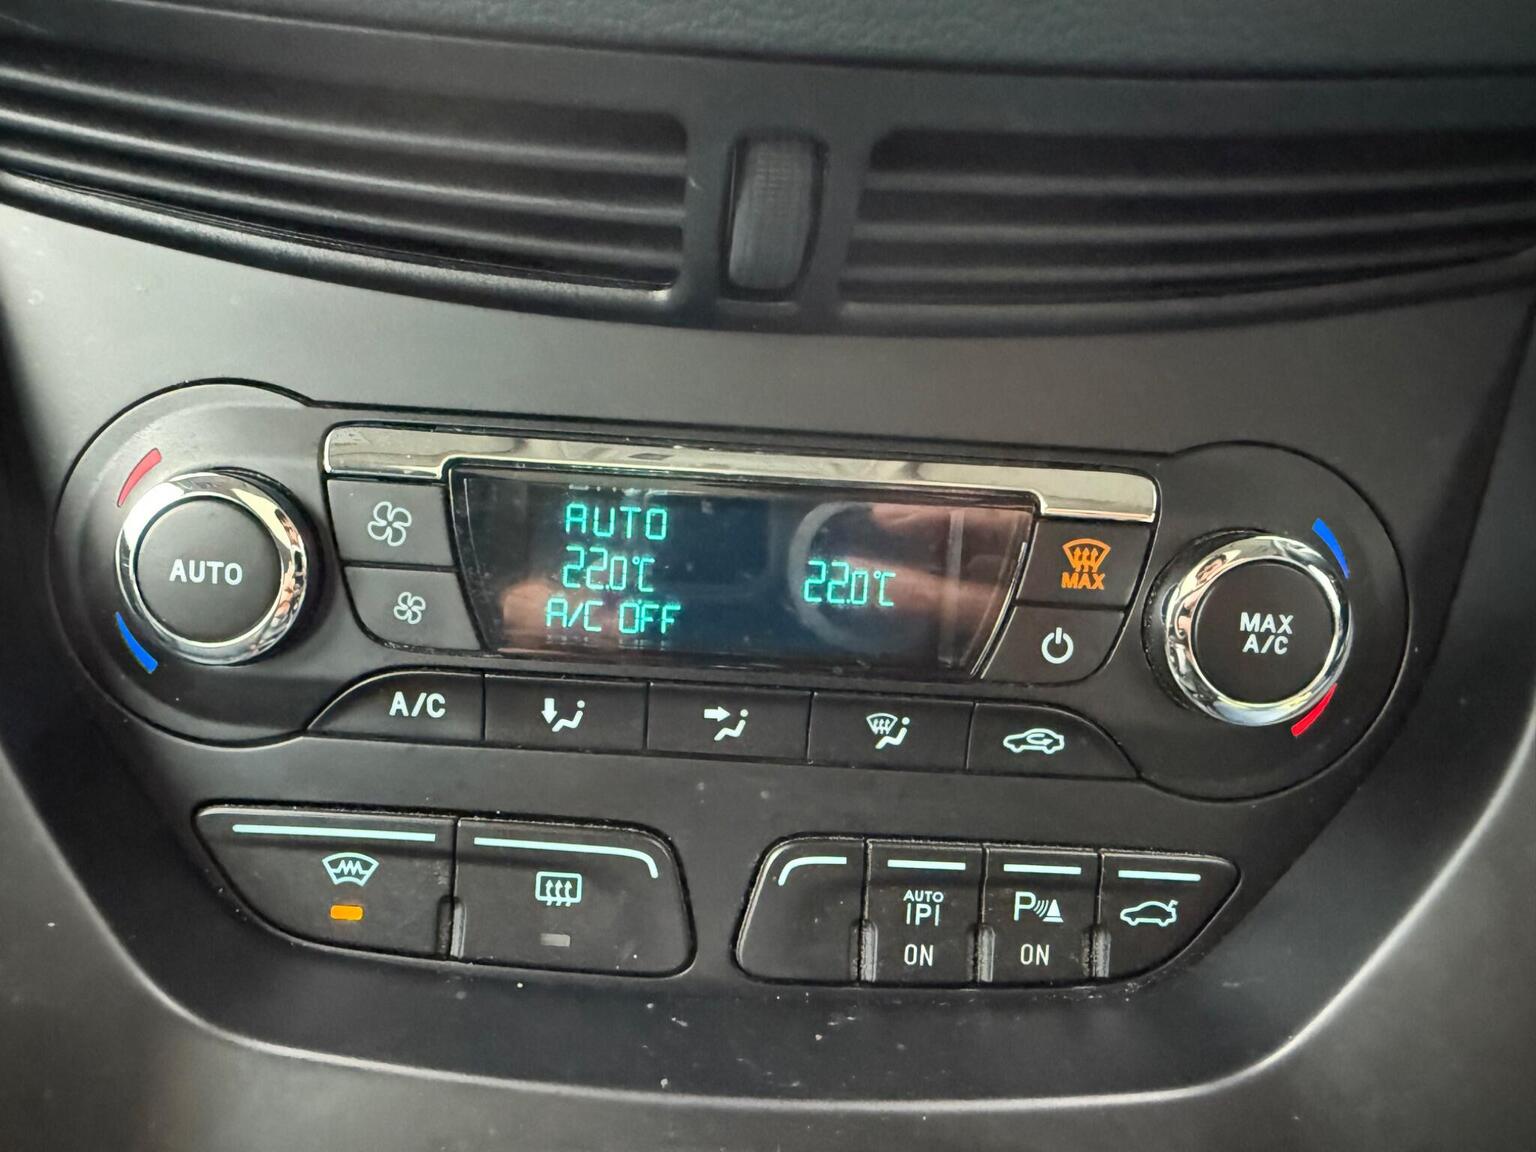 AUTO
AUTO
22.0°C 22.0°C
A/C OFF
MAX
MAX
A/C
A/C
AUTO
P
ON
ON